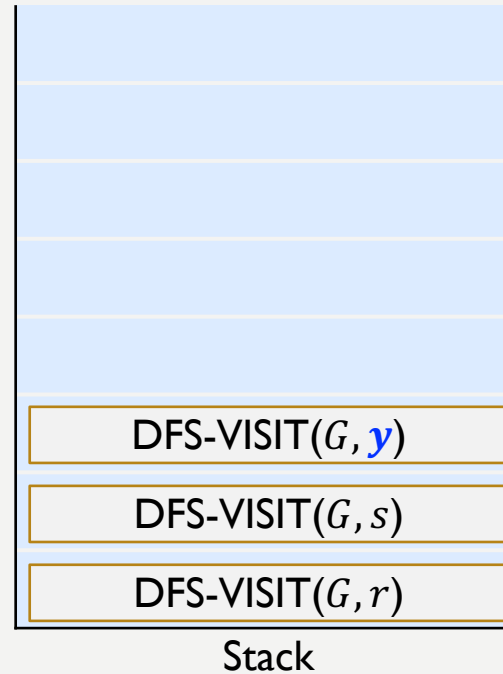 DFS-VISIT(G, y)
DFS-VISIT(G, s)
DFS-VISIT(G, r)
Stack